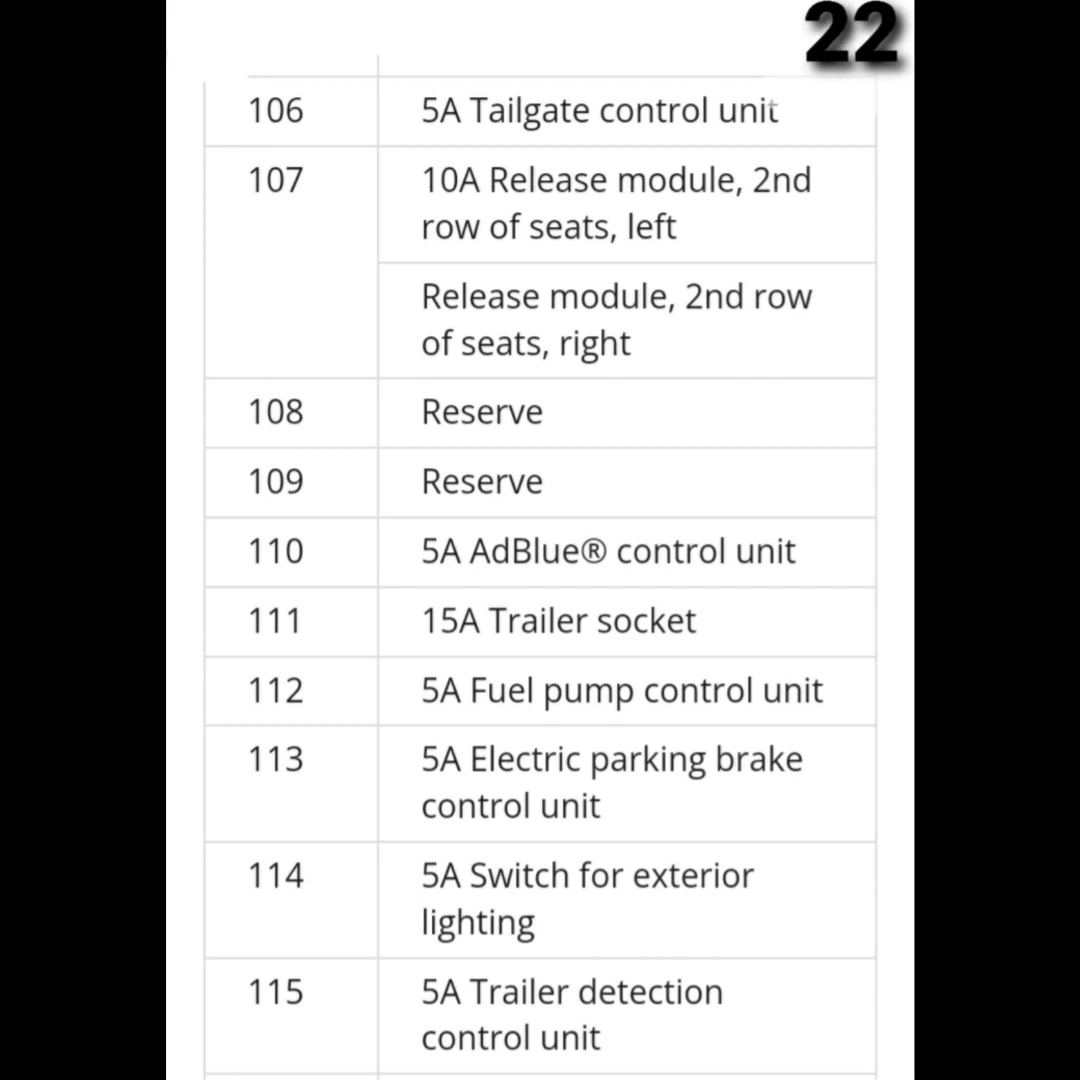 22
106 5A Tailgate control unit
107 10A Release module, 2nd
row of seats, left
Release module, 2nd row
of seats, right
108 Reserve
109 Reserve
110 5A AdBlue® control unit
111 15A Trailer socket
112 5A Fuel pump control unit
113 5A Electric parking brake
control unit
114 5A Switch for exterior
lighting
115 5A Trailer detection
control unit